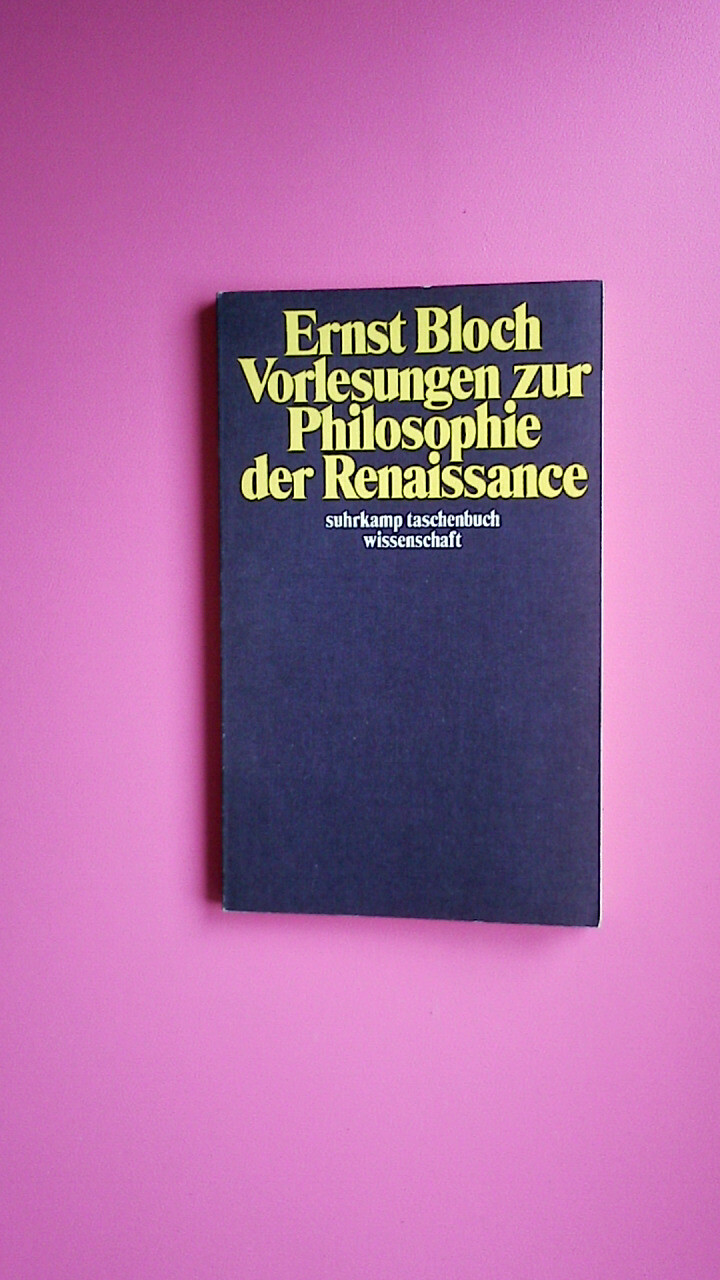 Ernst Bloch
Vorlesungen zur
Philosophie
der Renaissance
suhrkamp taschenbuch
wissenschaft